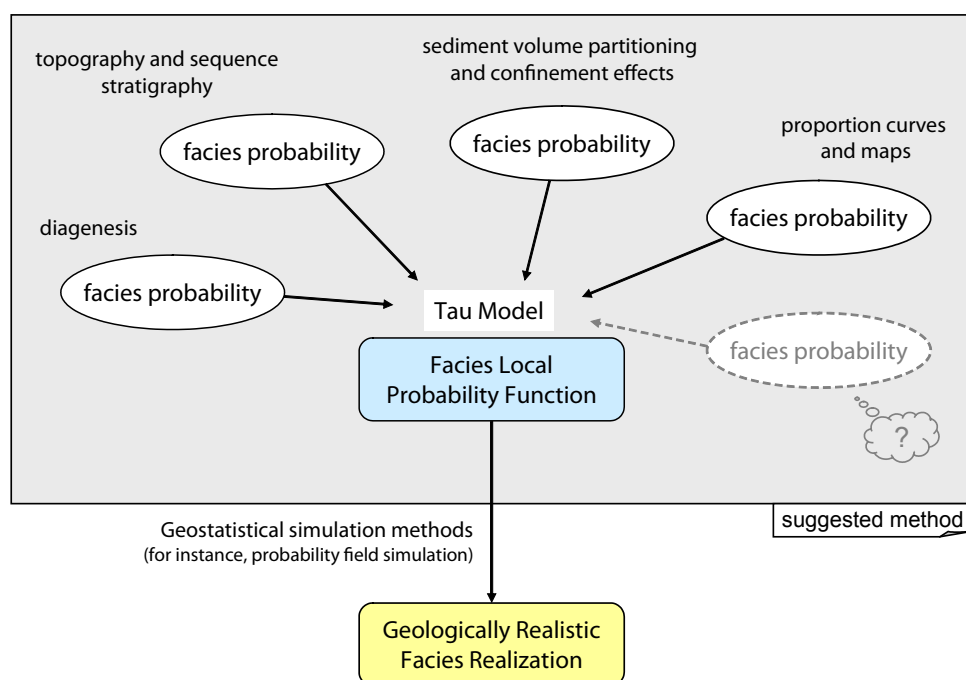 topography and sequence
stratigraphy
sediment volume partitioning
and confinement effects
proportion curves
and maps
diagenesis
facies probability
facies probability
facies probability
facies probability
facies probability
?
Tau Model
Facies Local
Probability Function
suggested method
Geostatistical simulation methods
(for instance, probability field simulation)
Geologically Realistic
Facies Realization